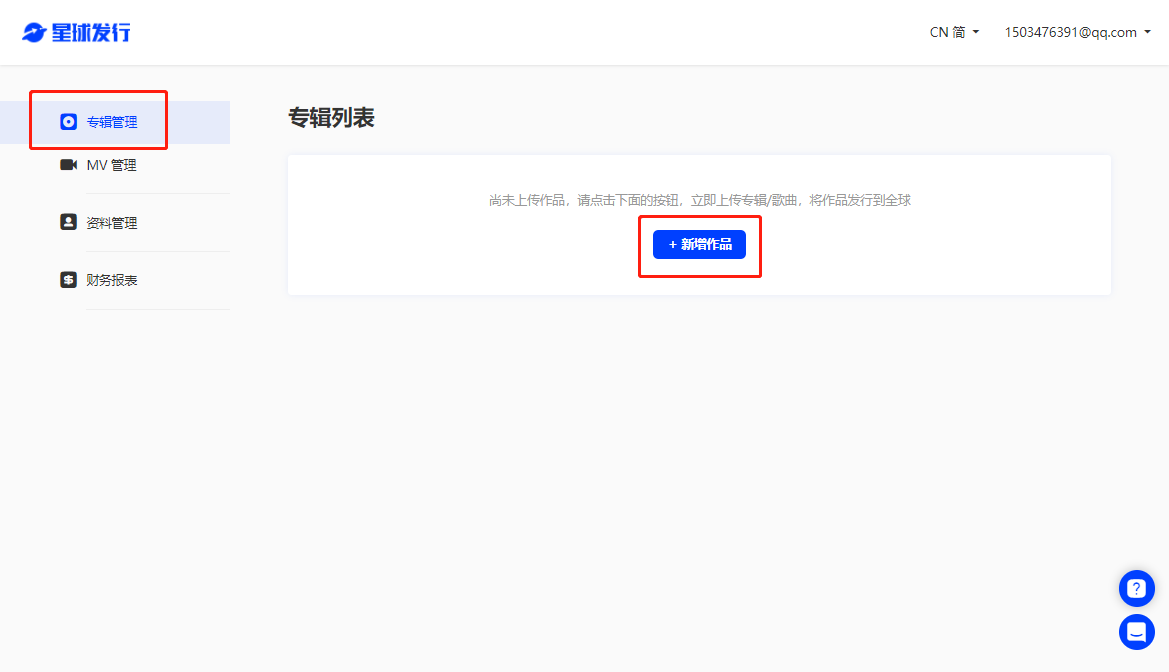 星球发行
CN 简
1503476391@qq.com
专辑管理
MV 管理
资料管理
财务报表
专辑列表
尚未上传作品，请点击下面的按钮，立即上传专辑/歌曲，将作品发行到全球
+ 新增作品